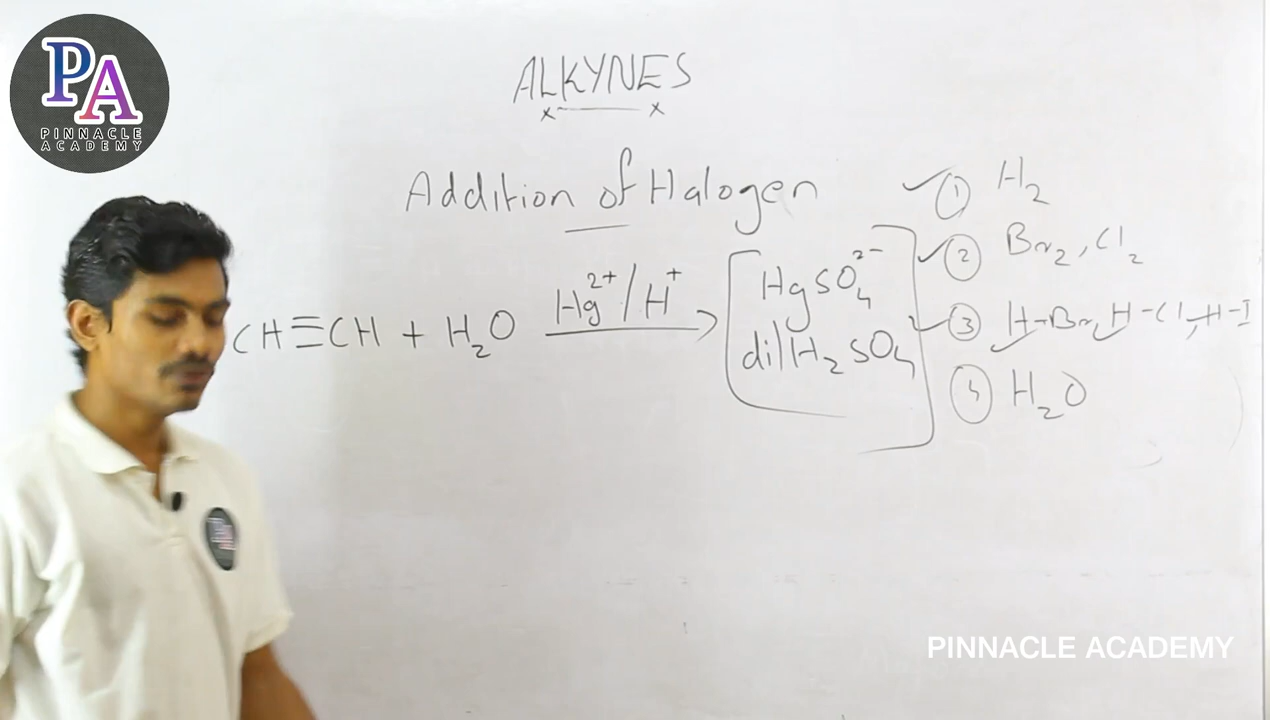 PA
PINNACLE
ACADEMY
ALKYNES
Addition of Halogen
CH≡CH + H₂O
Hg²⁺/H⁺
HgSO₄²⁻
dil H₂SO₄
① H₂
② Br₂, Cl₂
③ H-Br, H-Cl, H-I
④ H₂O
PINNACLE ACADEMY